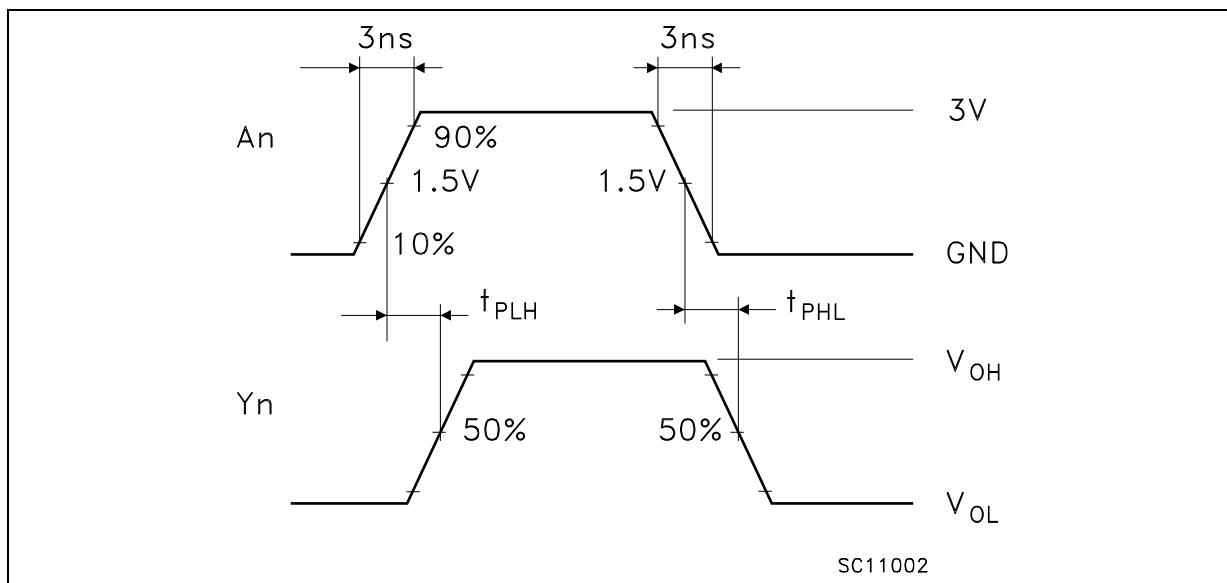 3ns 3ns
3V
An
90%
1.5V 1.5V
10%
GND
tPLH tPHL
VOH
Yn
50% 50%
VOL
SC11002